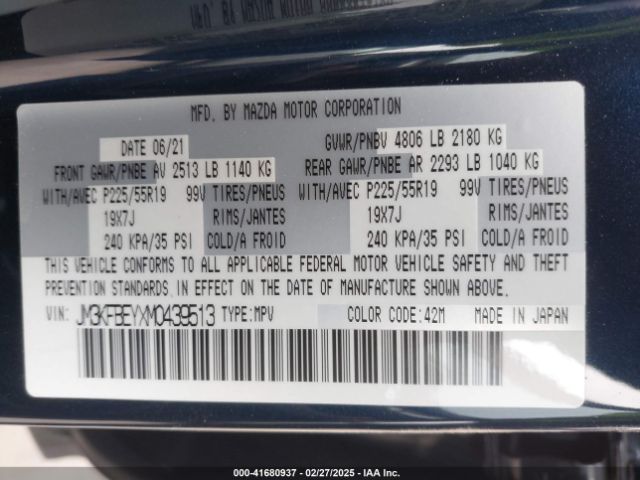 MFD. BY MAZDA MOTOR CORPORATION
DATE 06/21 GVWR/PNBV 4806 LB 2180 KG
FRONT GAWR/PNBE AV 2513 LB 1140 KG REAR GAWR/PNBE AR 2293 LB 1040 KG
WITH/AVEC P225/55R19 99V TIRES/PNEUS WITH/AVEC P225/55R19 99V TIRES/PNEUS
19X7J RIMS/JANTES 19X7J RIMS/JANTES
240 KPA/35 PSI COLD/A FROID 240 KPA/35 PSI COLD/A FROID
THIS VEHICLE CONFORMS TO ALL APPLICABLE FEDERAL MOTOR VEHICLE SAFETY AND THEFT
PREVENTION STANDARDS IN EFFECT ON THE DATE OF MANUFACTURE SHOWN ABOVE.
VIN: JM3KFBEYXM0439513 TYPE:MPV COLOR CODE:42M MADE IN JAPAN
000-41680937 - 02/27/2025 - IAA Inc.